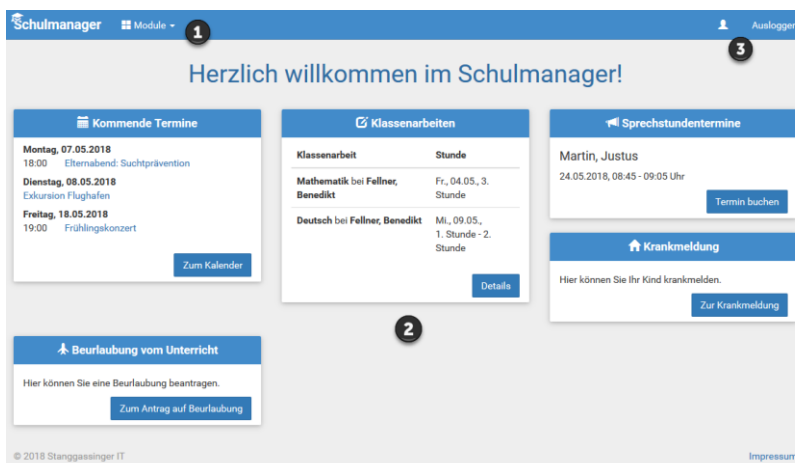 Schulmanager Module 1 Auslogger
3
Herzlich willkommen im Schulmanager!
Kommende Termine
Montag, 07.05.2018
18:00 Elternabend: Suchtprävention
Dienstag, 08.05.2018
Exkursion Flughafen
Freitag, 18.05.2018
19:00 Frühlingskonzert
Zum Kalender
Klassenarbeiten
Klassenarbeit Stunde
Mathematik bei Fellner, Fr., 04.05., 3.
Benedikt Stunde
Deutsch bei Fellner, Benedikt Mi., 09.05.,
1. Stunde - 2.
Stunde
Details
Sprechstundentermine
Martin, Justus
24.05.2018, 08:45 - 09:05 Uhr
Termin buchen
Krankmeldung
Hier können Sie Ihr Kind krankmelden.
Zur Krankmeldung
2
Beurlaubung vom Unterricht
Hier können Sie eine Beurlaubung beantragen.
Zum Antrag auf Beurlaubung
© 2018 Stanggassinger IT Impressum